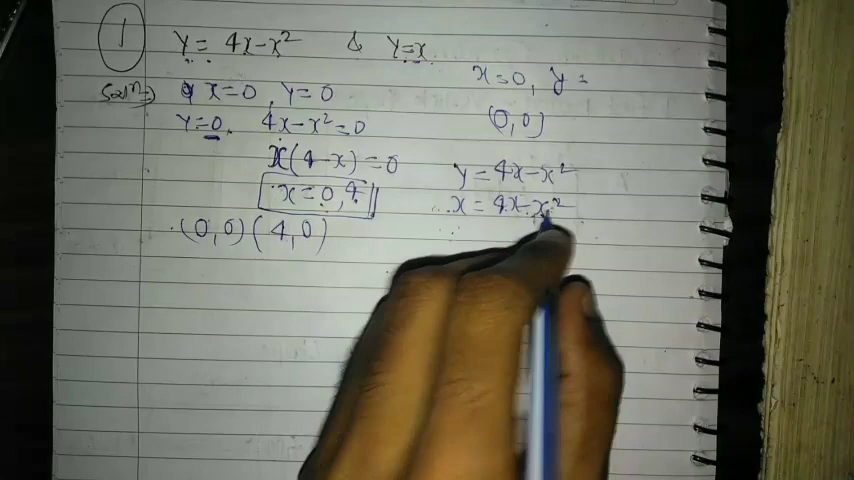 1
y = 4x-x² & y=x
Soln⇒ x=0, y=0
y=0. 4x-x²=0
x(4-x)=0
x=0,4
(0,0)(4,0)
x=0, y=
(0,0)
y=4x-x²
x=4x-x²